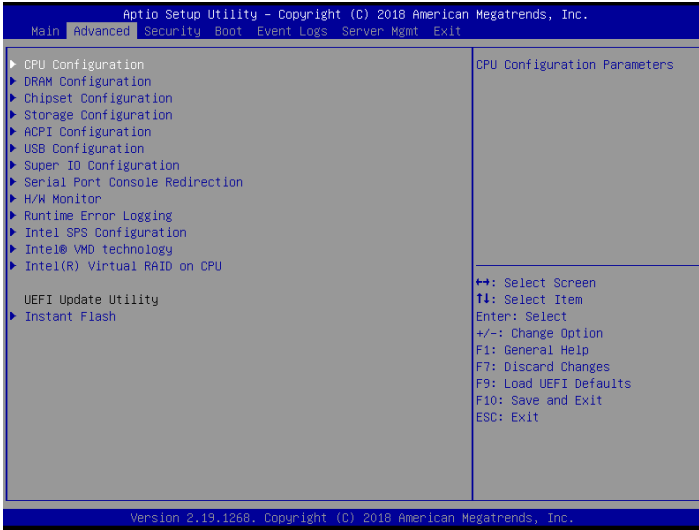 Aptio Setup Utility – Copyright (C) 2018 American Megatrends, Inc.
Main Advanced Security Boot Event Logs Server Mgmt Exit
CPU Configuration
DRAM Configuration
Chipset Configuration
Storage Configuration
ACPI Configuration
USB Configuration
Super IO Configuration
Serial Port Console Redirection
H/W Monitor
Runtime Error Logging
Intel SPS Configuration
Intel® VMD technology
Intel(R) Virtual RAID on CPU
UEFI Update Utility
Instant Flash
CPU Configuration Parameters
↔: Select Screen
↑↓: Select Item
Enter: Select
+/-: Change Option
F1: General Help
F7: Discard Changes
F9: Load UEFI Defaults
F10: Save and Exit
ESC: Exit
Version 2.19.1268. Copyright (C) 2018 American Megatrends, Inc.